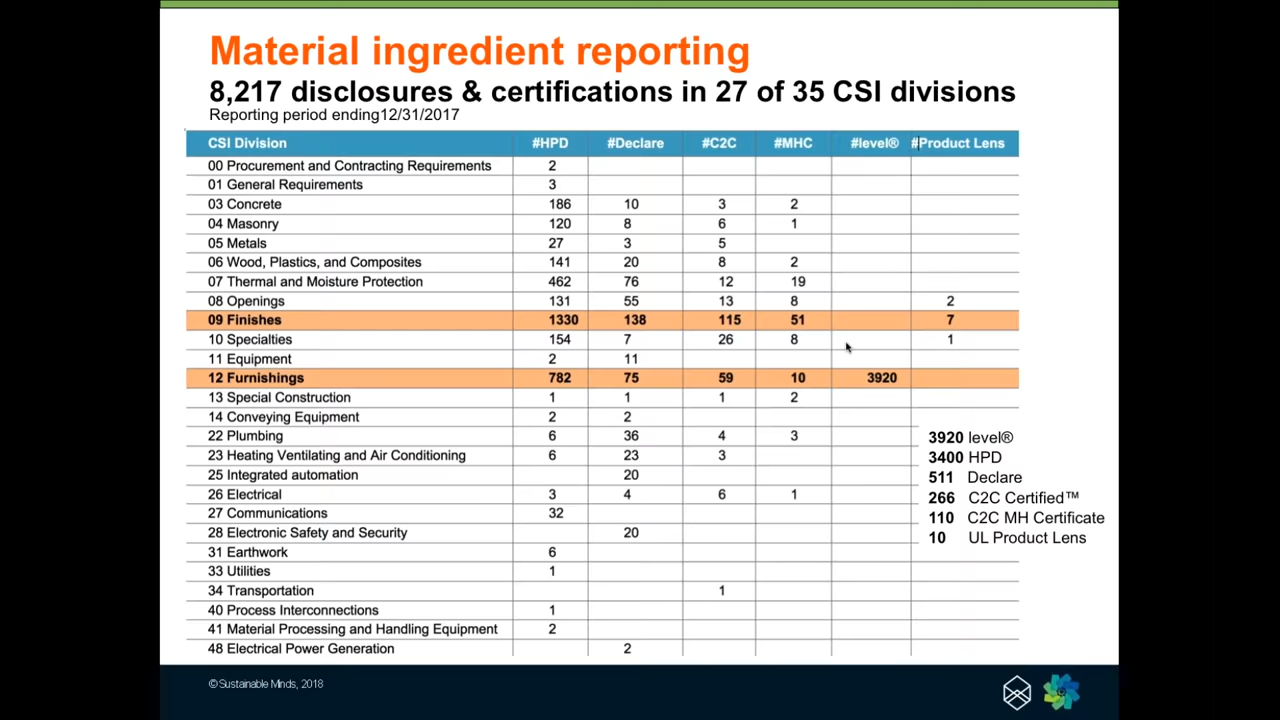 Material ingredient reporting
8,217 disclosures & certifications in 27 of 35 CSI divisions
Reporting period ending12/31/2017
CSI Division #HPD #Declare #C2C #MHC #level® #Product Lens
00 Procurement and Contracting Requirements 2
01 General Requirements 3
03 Concrete 186 10 3 2
04 Masonry 120 8 6 1
05 Metals 27 3 5
06 Wood, Plastics, and Composites 141 20 8 2
07 Thermal and Moisture Protection 462 76 12 19
08 Openings 131 55 13 8 2
09 Finishes 1330 138 115 51 7
10 Specialties 154 7 26 8 1
11 Equipment 2 11
12 Furnishings 782 75 59 10 3920
13 Special Construction 1 1 1 2
14 Conveying Equipment 2 2
22 Plumbing 6 36 4 3
23 Heating Ventilating and Air Conditioning 6 23 3
25 Integrated automation 20
26 Electrical 3 4 6 1
27 Communications 32
28 Electronic Safety and Security 20
31 Earthwork 6
33 Utilities 1
34 Transportation 1
40 Process Interconnections 1
41 Material Processing and Handling Equipment 2
48 Electrical Power Generation 2
3920 level®
3400 HPD
511 Declare
266 C2C Certified™
110 C2C MH Certificate
10 UL Product Lens
© Sustainable Minds, 2018